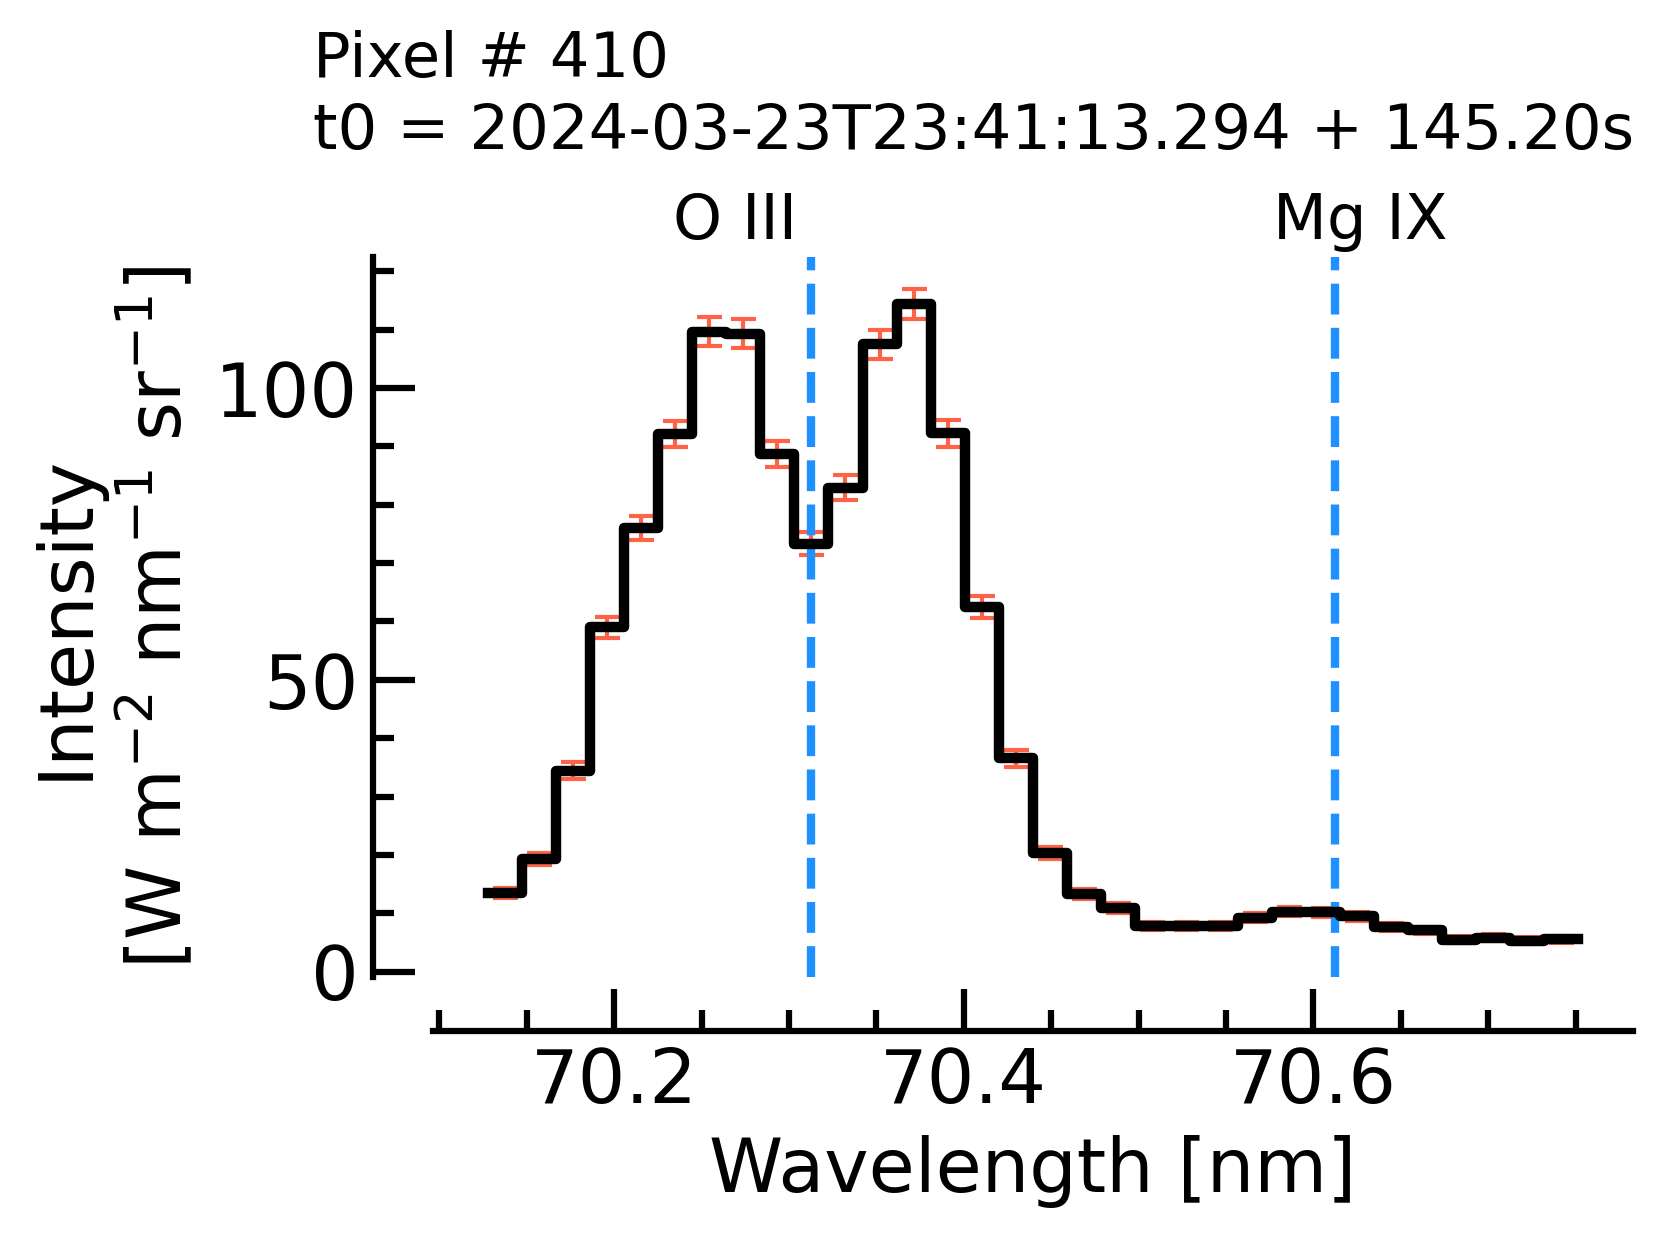 Pixel # 410
t0 = 2024-03-23T23:41:13.294 + 145.20s
O III Mg IX
Intensity
[W m⁻² nm⁻¹ sr⁻¹]
100
50
0
70.2 70.4 70.6
Wavelength [nm]